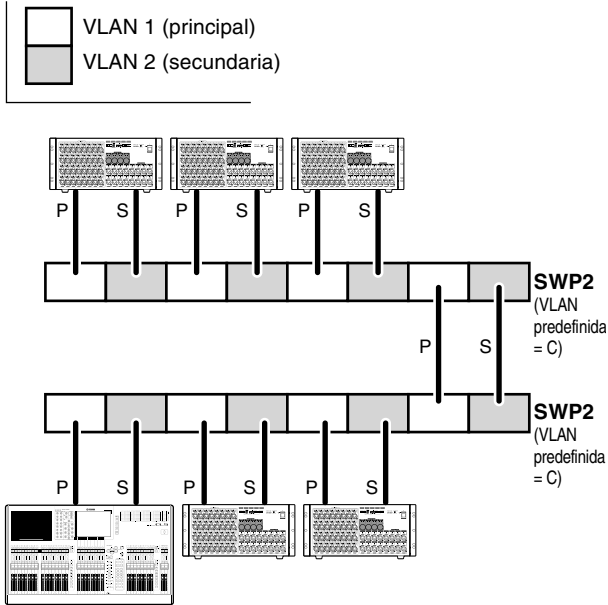 VLAN 1 (principal)
VLAN 2 (secundaria)
P S P S P S
SWP2
(VLAN
predefinida
= C)
P S
SWP2
(VLAN
predefinida
= C)
P S P S P S